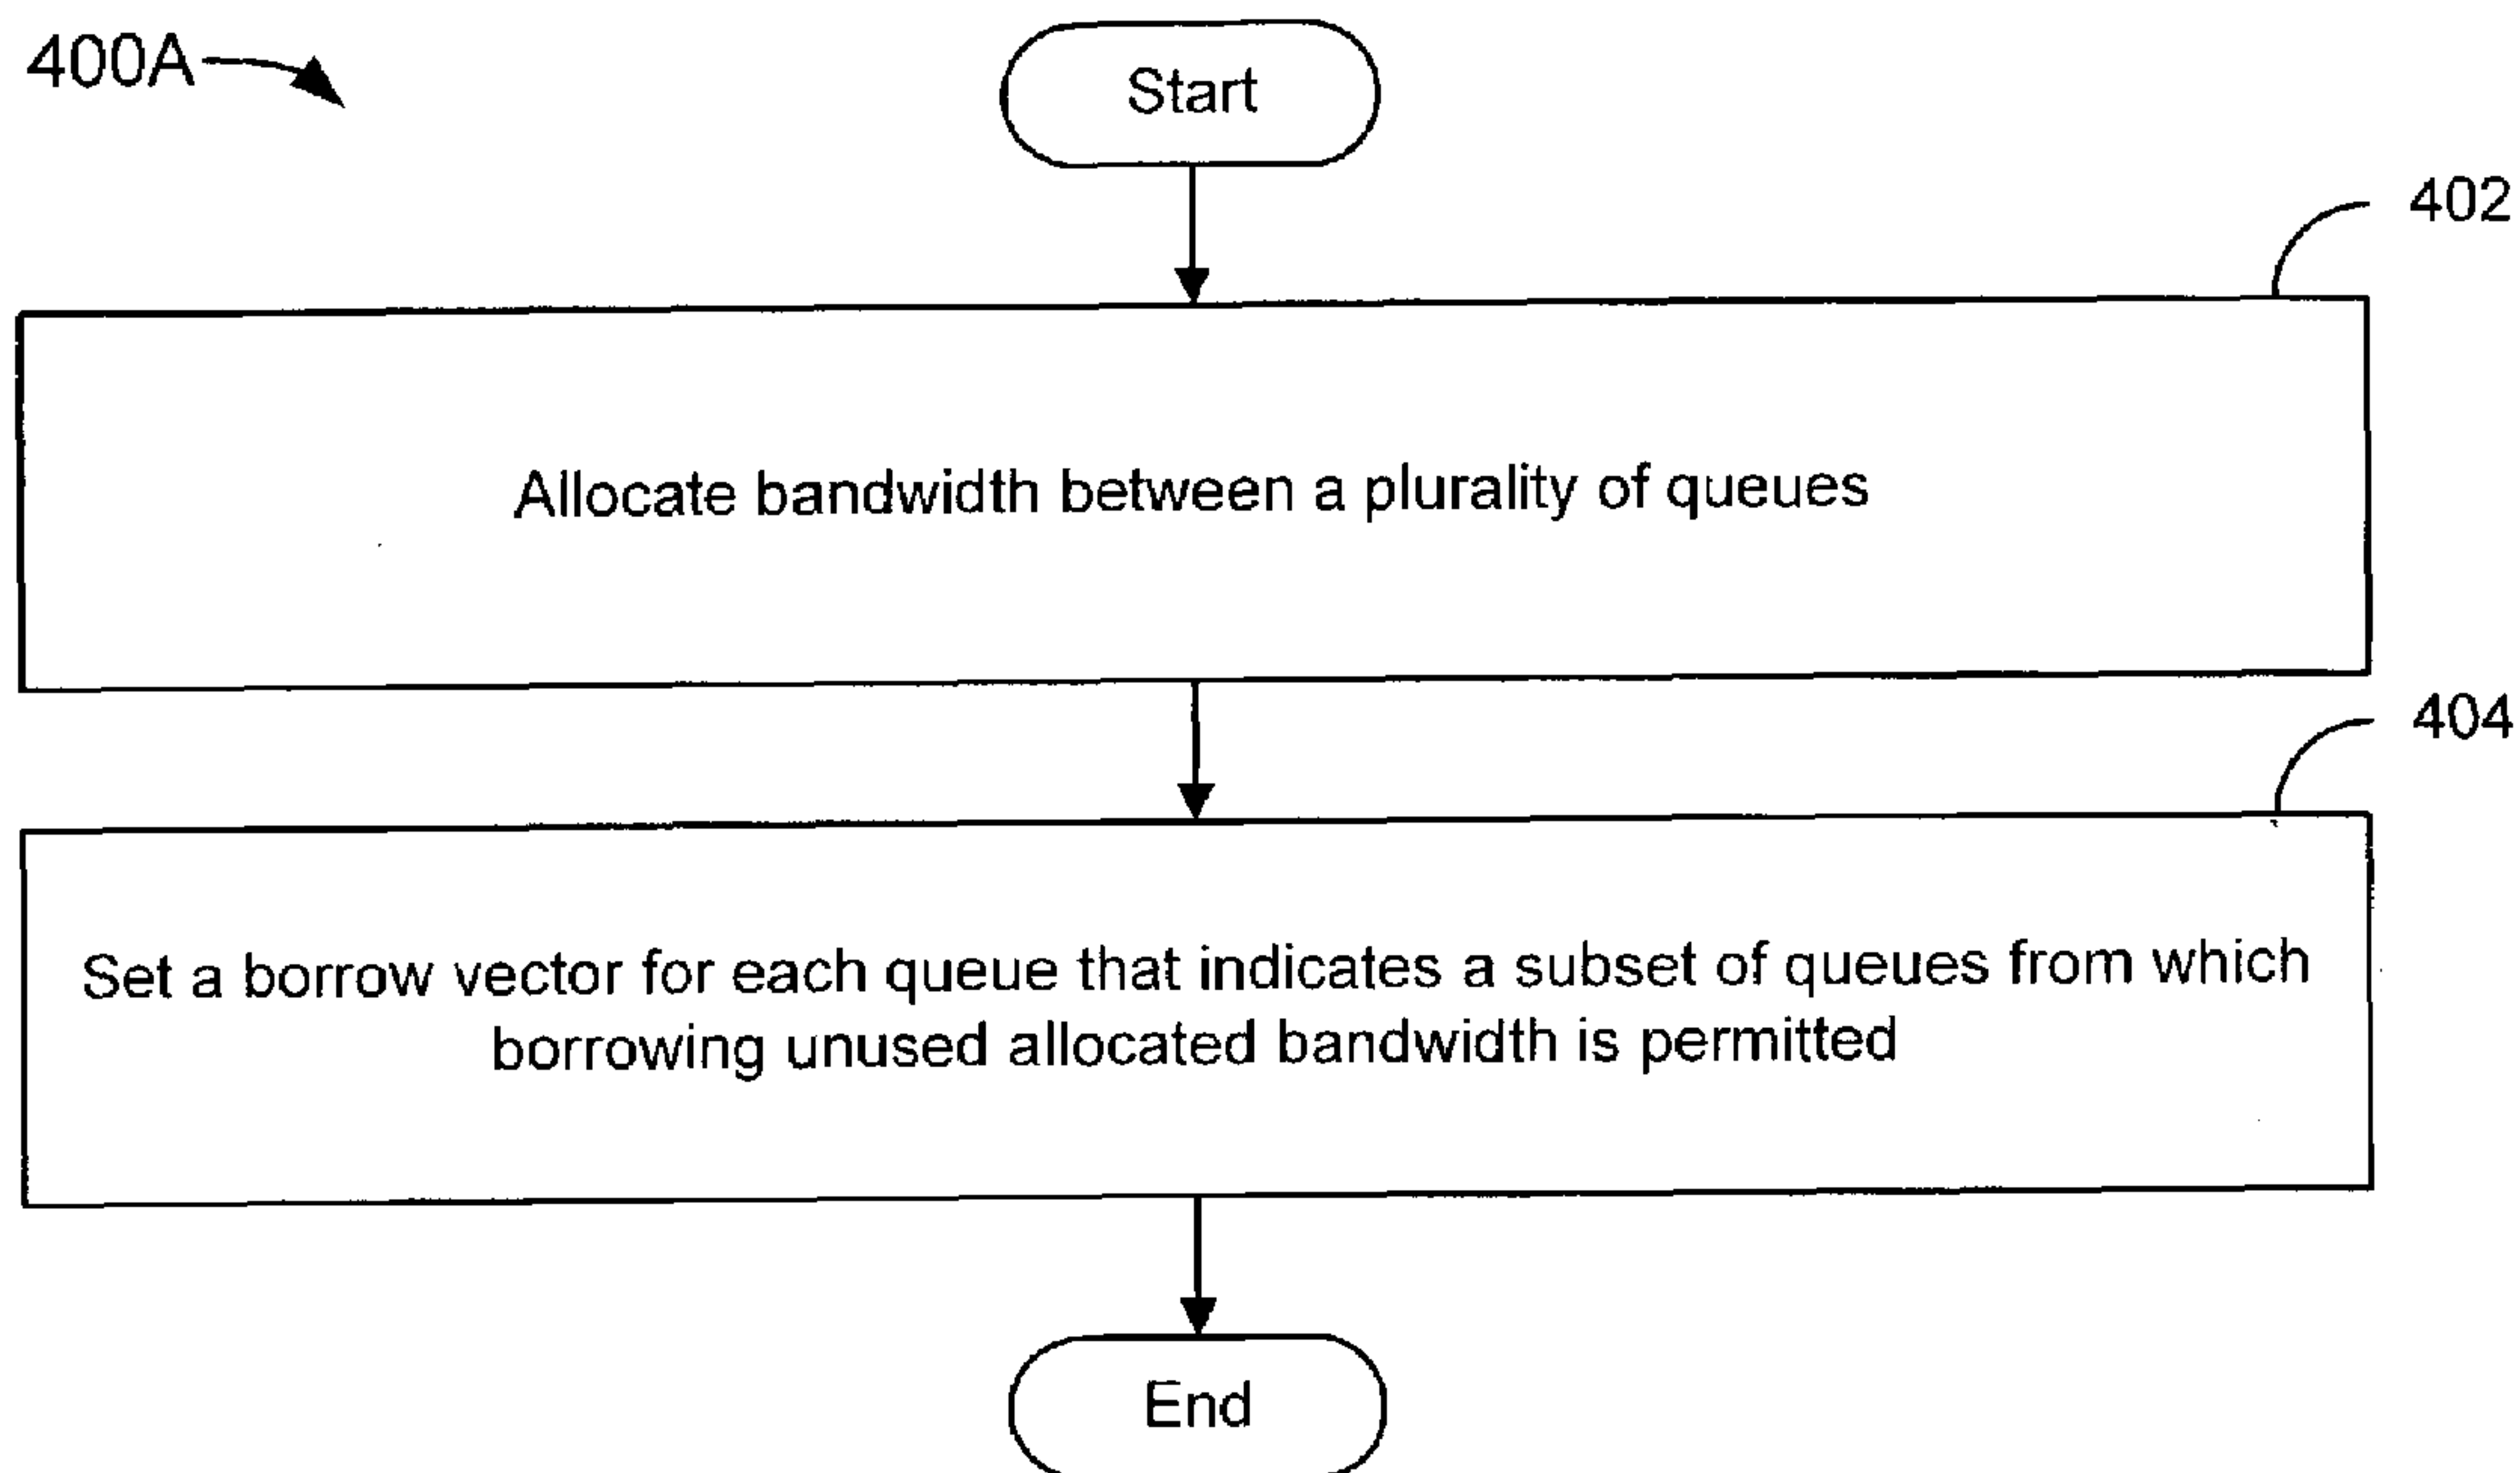 400A
Start
402
Allocate bandwidth between a plurality of queues
404
Set a borrow vector for each queue that indicates a subset of queues from which
borrowing unused allocated bandwidth is permitted
End